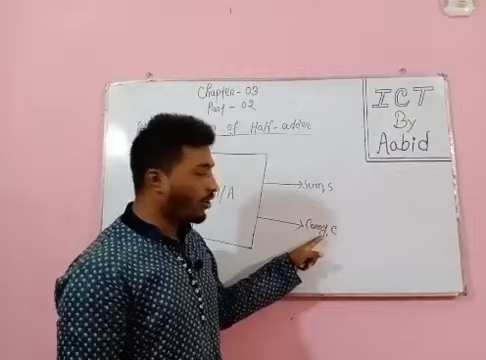 Chapter - 03
Part - 02
of Half-adder
/A
Sum, S
Carry, C
ICT
By
Aabid